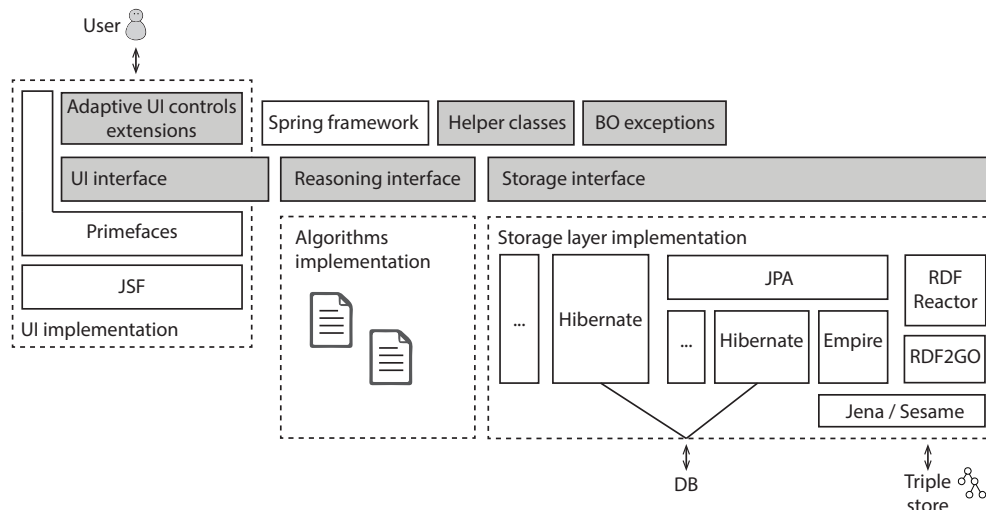 User
Adaptive UI controls
extensions
Spring framework
Helper classes
BO exceptions
UI interface
Reasoning interface
Storage interface
Primefaces
JSF
UI implementation
Algorithms
implementation
Storage layer implementation
...
Hibernate
JPA
...
Hibernate
Empire
RDF
Reactor
RDF2GO
Jena / Sesame
DB
Triple
store